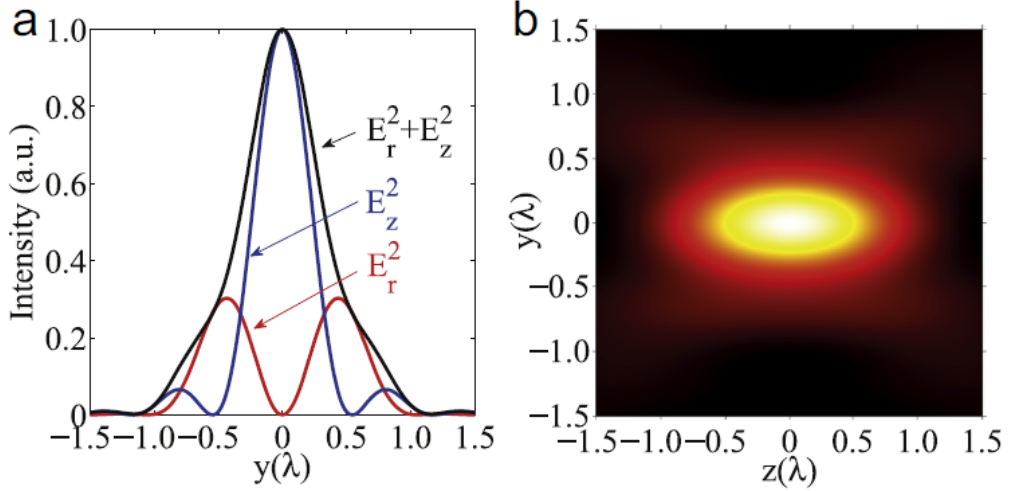 a
Intensity (a.u.)
1.0
0.8
0.6
0.4
0.2
0
E_r^2+E_z^2
E_z^2
E_r^2
−1.5 −1.0 −0.5 0 0.5 1.0 1.5
y(λ)
b
y(λ)
1.5
1.0
0.5
0
−0.5
−1.0
−1.5
−1.5 −1.0 −0.5 0 0.5 1.0 1.5
z(λ)